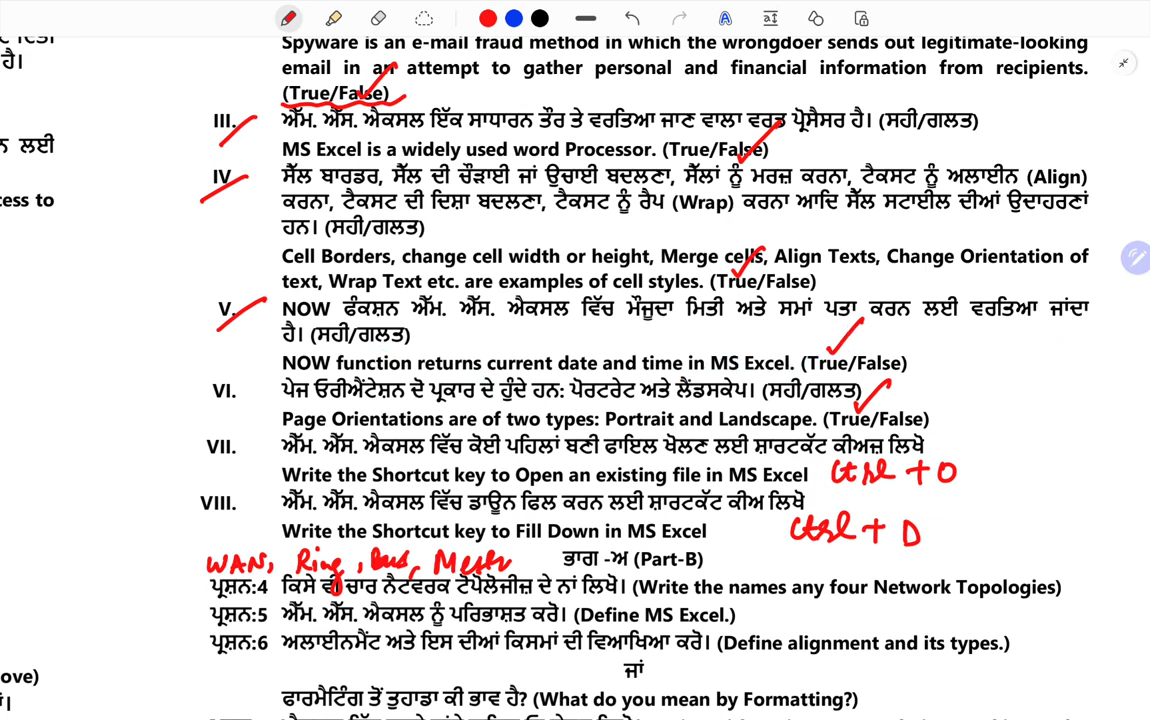 ਹੈ।
ਨ ਲਈ
cess to
ove)
Spyware is an e-mail fraud method in which the wrongdoer sends out legitimate-looking
email in an attempt to gather personal and financial information from recipients.
(True/False)
III. ਐੱਮ. ਐੱਸ. ਐਕਸਲ ਇੱਕ ਸਾਧਾਰਨ ਤੌਰ ਤੇ ਵਰਤਿਆ ਜਾਣ ਵਾਲਾ ਵਰਡ ਪ੍ਰੋਸੈਸਰ ਹੈ। (ਸਹੀ/ਗਲਤ)
MS Excel is a widely used word Processor. (True/False)
IV ਸੈੱਲ ਬਾਰਡਰ, ਸੈੱਲ ਦੀ ਚੌੜਾਈ ਜਾਂ ਉਚਾਈ ਬਦਲਣਾ, ਸੈੱਲਾਂ ਨੂੰ ਮਰਜ਼ ਕਰਨਾ, ਟੈਕਸਟ ਨੂੰ ਅਲਾਈਨ (Align)
ਕਰਨਾ, ਟੈਕਸਟ ਦੀ ਦਿਸ਼ਾ ਬਦਲਣਾ, ਟੈਕਸਟ ਨੂੰ ਰੈਪ (Wrap) ਕਰਨਾ ਆਦਿ ਸੈੱਲ ਸਟਾਈਲ ਦੀਆਂ ਉਦਾਹਰਣਾਂ
ਹਨ। (ਸਹੀ/ਗਲਤ)
Cell Borders, change cell width or height, Merge cells, Align Texts, Change Orientation of
text, Wrap Text etc. are examples of cell styles. (True/False)
V. NOW ਫੰਕਸ਼ਨ ਐੱਮ. ਐੱਸ. ਐਕਸਲ ਵਿੱਚ ਮੌਜੂਦਾ ਮਿਤੀ ਅਤੇ ਸਮਾਂ ਪਤਾ ਕਰਨ ਲਈ ਵਰਤਿਆ ਜਾਂਦਾ
ਹੈ। (ਸਹੀ/ਗਲਤ)
NOW function returns current date and time in MS Excel. (True/False)
VI. ਪੇਜ ਓਰੀਐਂਟੇਸ਼ਨ ਦੋ ਪ੍ਰਕਾਰ ਦੇ ਹੁੰਦੇ ਹਨ: ਪੋਰਟਰੇਟ ਅਤੇ ਲੈਂਡਸਕੇਪ। (ਸਹੀ/ਗਲਤ)
Page Orientations are of two types: Portrait and Landscape. (True/False)
VII. ਐੱਮ. ਐੱਸ. ਐਕਸਲ ਵਿੱਚ ਕੋਈ ਪਹਿਲਾਂ ਬਣੀ ਫਾਇਲ ਖੋਲਣ ਲਈ ਸ਼ਾਰਟਕੱਟ ਕੀਅਜ਼ ਲਿਖੋ
Write the Shortcut key to Open an existing file in MS Excel Ctrl + O
VIII. ਐੱਮ. ਐੱਸ. ਐਕਸਲ ਵਿੱਚ ਡਾਊਨ ਫਿਲ ਕਰਨ ਲਈ ਸ਼ਾਰਟਕੱਟ ਕੀਅ ਲਿਖੋ
Write the Shortcut key to Fill Down in MS Excel Ctrl + D
WAN, Ring, Bus, Mesh ਭਾਗ -ਅ (Part-B)
ਪ੍ਰਸ਼ਨ:4 ਕਿਸੇ ਵੀ ਚਾਰ ਨੈਟਵਰਕ ਟੋਪੋਲੋਜੀਜ਼ ਦੇ ਨਾਂ ਲਿਖੋ। (Write the names any four Network Topologies)
ਪ੍ਰਸ਼ਨ:5 ਐੱਮ. ਐੱਸ. ਐਕਸਲ ਨੂੰ ਪਰਿਭਾਸ਼ਤ ਕਰੋ। (Define MS Excel.)
ਪ੍ਰਸ਼ਨ:6 ਅਲਾਈਨਮੈਂਟ ਅਤੇ ਇਸ ਦੀਆਂ ਕਿਸਮਾਂ ਦੀ ਵਿਆਖਿਆ ਕਰੋ। (Define alignment and its types.)
ਜਾਂ
ਫਾਰਮੈਟਿੰਗ ਤੋਂ ਤੁਹਾਡਾ ਕੀ ਭਾਵ ਹੈ? (What do you mean by Formatting?)